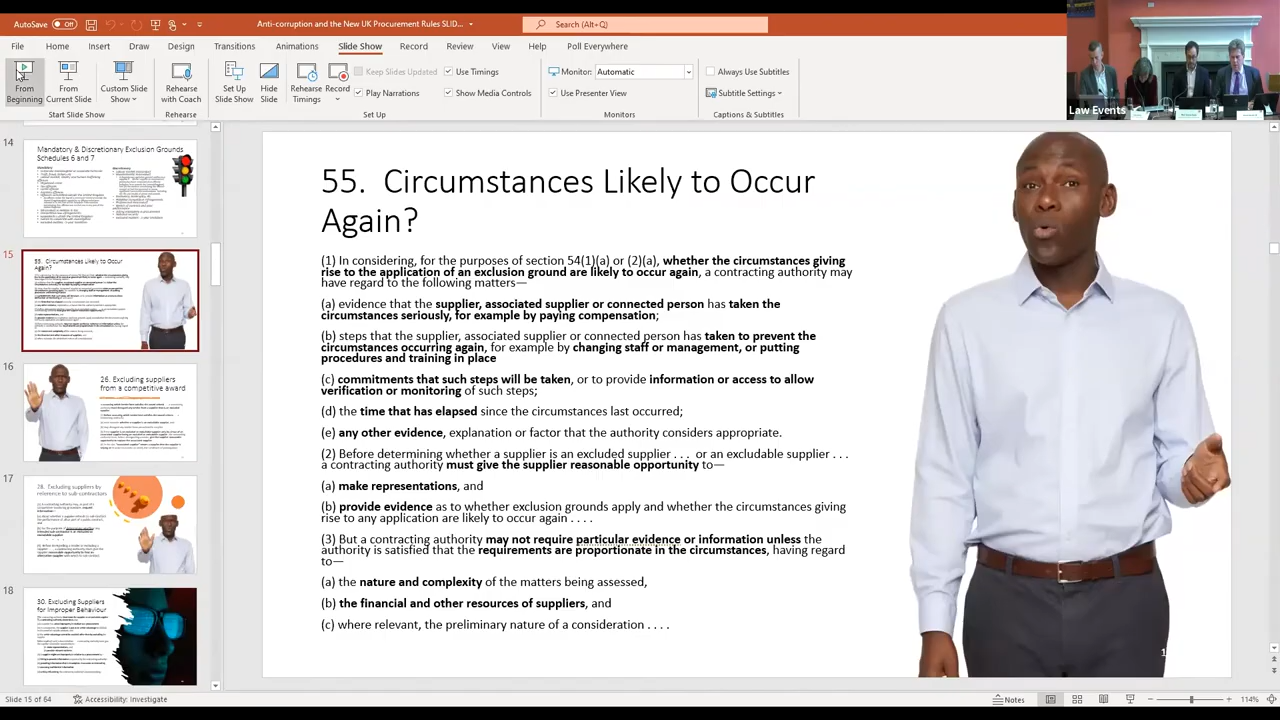 AutoSave Off
Anti-corruption and the New UK Procurement Rules SLID...
Search (Alt+Q)
File Home Insert Draw Design Transitions Animations Slide Show Record Review View Help Poll Everywhere
From Beginning
From Current Slide
Custom Slide Show
Start Slide Show
Rehearse with Coach
Rehearse
Set Up Slide Show
Hide Slide
Rehearse Timings
Record
Keep Slides Updated
Play Narrations
Use Timings
Show Media Controls
Set Up
Monitor: Automatic
Use Presenter View
Monitors
Always Use Subtitles
Subtitle Settings
Captions & Subtitles
Law Events
14
Mandatory & Discretionary Exclusion Grounds
Schedules 6 and 7
15
55. Circumstances Likely to Occur
Again?
16
26. Excluding suppliers
from a competitive award
17
28. Excluding suppliers by
reference to sub-contractors
18
30. Excluding Suppliers
for Improper Behaviour
55. Circumstances Likely to Occur
Again?
(1) In considering, for the purposes of section 54(1)(a) or (2)(a), whether the circumstances giving
rise to the application of an exclusion ground are likely to occur again, a contracting authority may
have regard to the following matters—
(a) evidence that the supplier, associated supplier or connected person has taken the
circumstances seriously, for example by paying compensation;
(b) steps that the supplier, associated supplier or connected person has taken to prevent the
circumstances occurring again, for example by changing staff or management, or putting
procedures and training in place
(c) commitments that such steps will be taken, or to provide information or access to allow
verification or monitoring of such steps;
(d) the time that has elapsed since the circumstances last occurred;
(e) any other evidence, explanation or factor that the authority considers appropriate.
(2) Before determining whether a supplier is an excluded supplier . . . or an excludable supplier . . .
a contracting authority must give the supplier reasonable opportunity to—
(a) make representations, and
(b) provide evidence as to whether exclusion grounds apply and whether the circumstances giving
rise to any application are likely to occur again . . . .
(3) But a contracting authority may not require particular evidence or information unless the
authority is satisfied that the requirements are proportionate in the circumstances, having regard
to—
(a) the nature and complexity of the matters being assessed,
(b) the financial and other resources of suppliers, and
(c) where relevant, the preliminary nature of a consideration . . . .
Slide 15 of 64
Accessibility: Investigate
Notes
114%